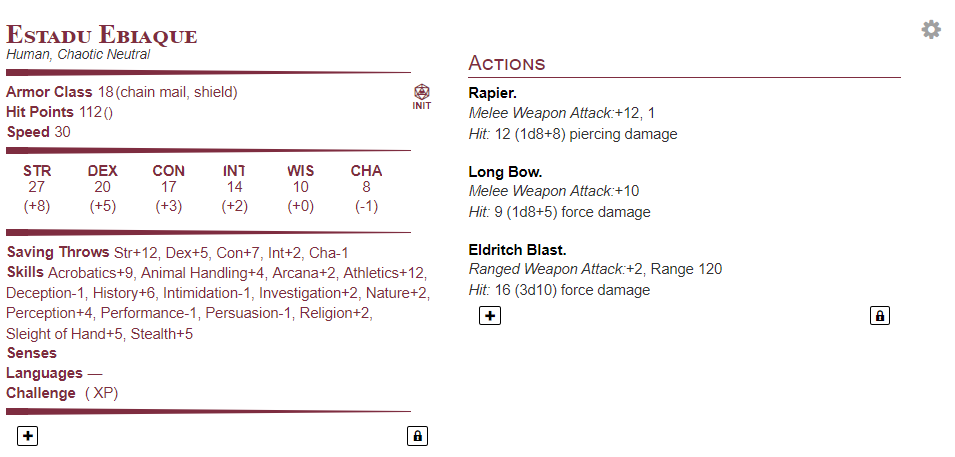 Estadu Ebiaque
Human, Chaotic Neutral
Armor Class 18 (chain mail, shield)
Hit Points 112 ()
Speed 30
INIT
STR DEX CON INT WIS CHA
27 20 17 14 10 8
(+8) (+5) (+3) (+2) (+0) (-1)
Saving Throws Str+12, Dex+5, Con+7, Int+2, Cha-1
Skills Acrobatics+9, Animal Handling+4, Arcana+2, Athletics+12,
Deception-1, History+6, Intimidation-1, Investigation+2, Nature+2,
Perception+4, Performance-1, Persuasion-1, Religion+2,
Sleight of Hand+5, Stealth+5
Senses
Languages —
Challenge ( XP)
Actions
Rapier.
Melee Weapon Attack:+12, 1
Hit: 12 (1d8+8) piercing damage
Long Bow.
Melee Weapon Attack:+10
Hit: 9 (1d8+5) force damage
Eldritch Blast.
Ranged Weapon Attack:+2, Range 120
Hit: 16 (3d10) force damage